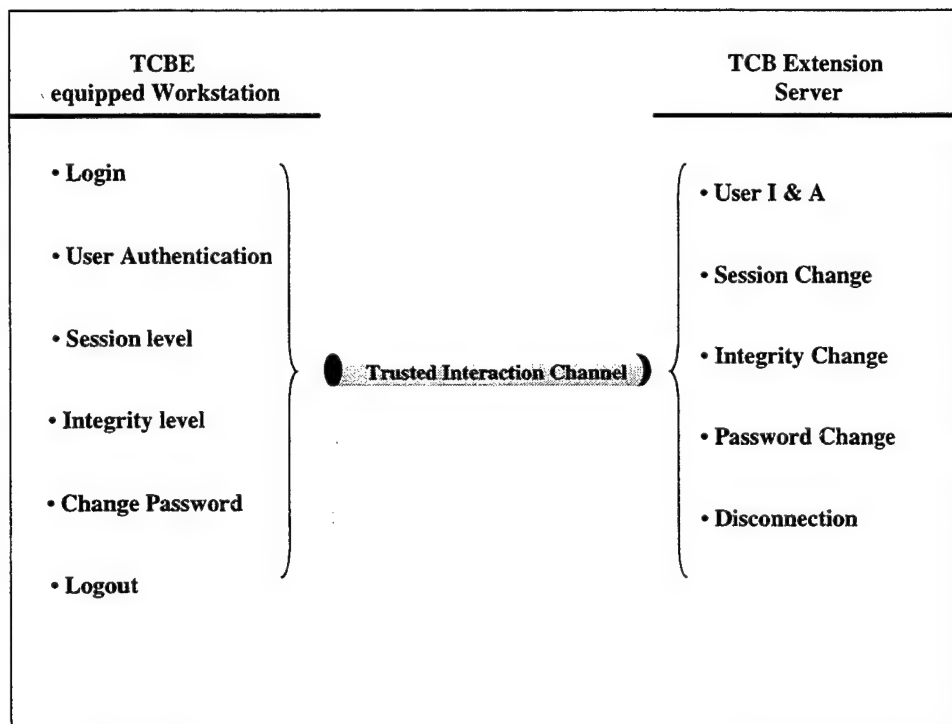 TCBE
equipped Workstation
• Login
• User Authentication
• Session level
• Integrity level
• Change Password
• Logout
Trusted Interaction Channel
TCB Extension
Server
• User I & A
• Session Change
• Integrity Change
• Password Change
• Disconnection